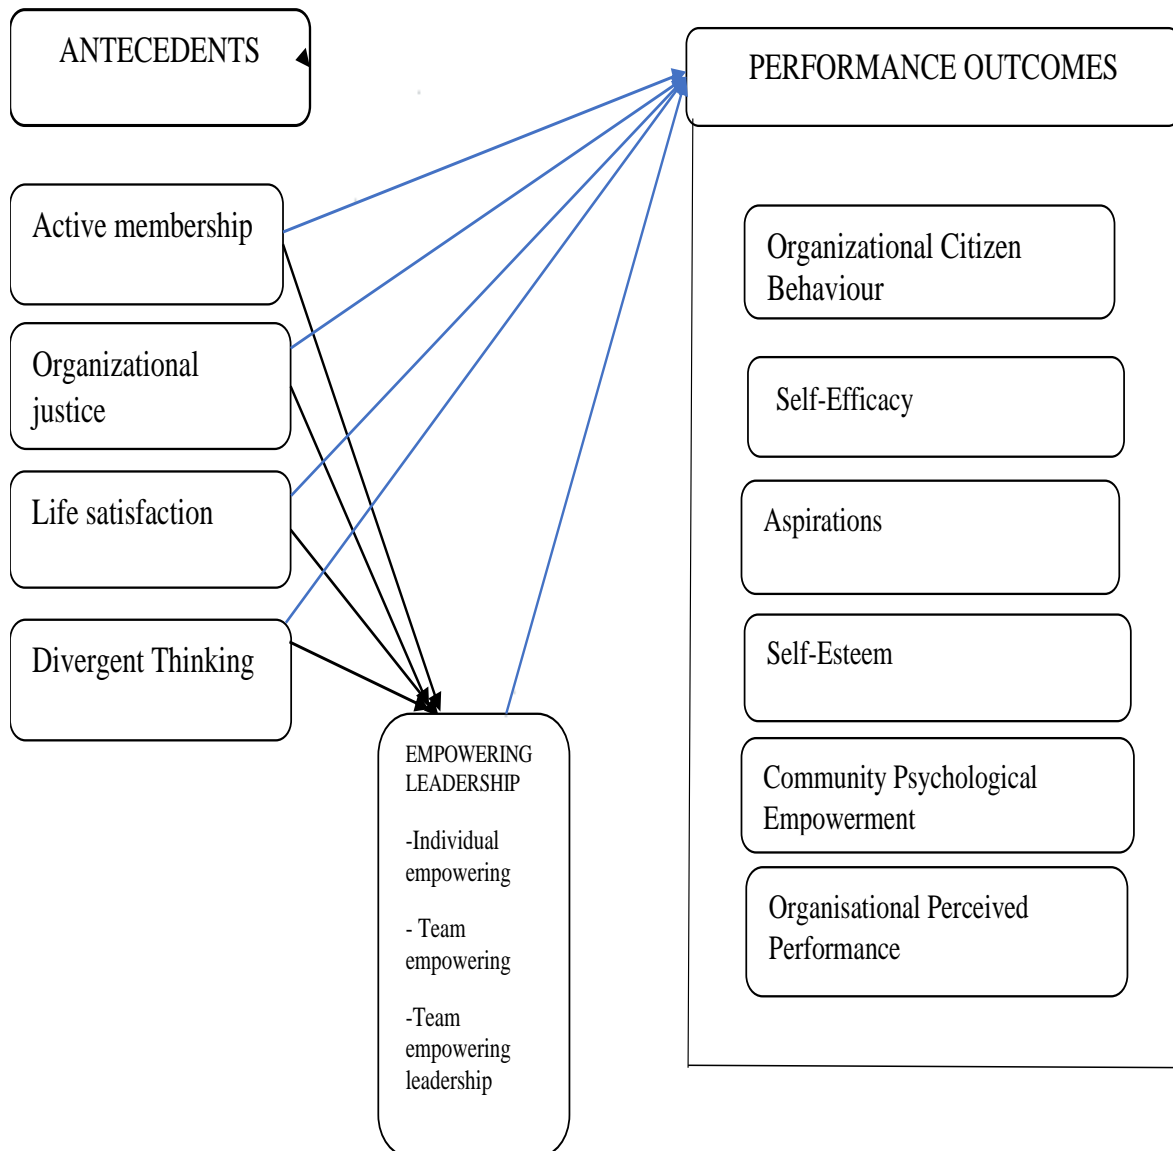 ANTECEDENTS
PERFORMANCE OUTCOMES
Active membership
Organizational
justice
Life satisfaction
Divergent Thinking
EMPOWERING
LEADERSHIP
-Individual
empowering
- Team
empowering
-Team
empowering
leadership
Organizational Citizen
Behaviour
Self-Efficacy
Aspirations
Self-Esteem
Community Psychological
Empowerment
Organisational Perceived
Performance